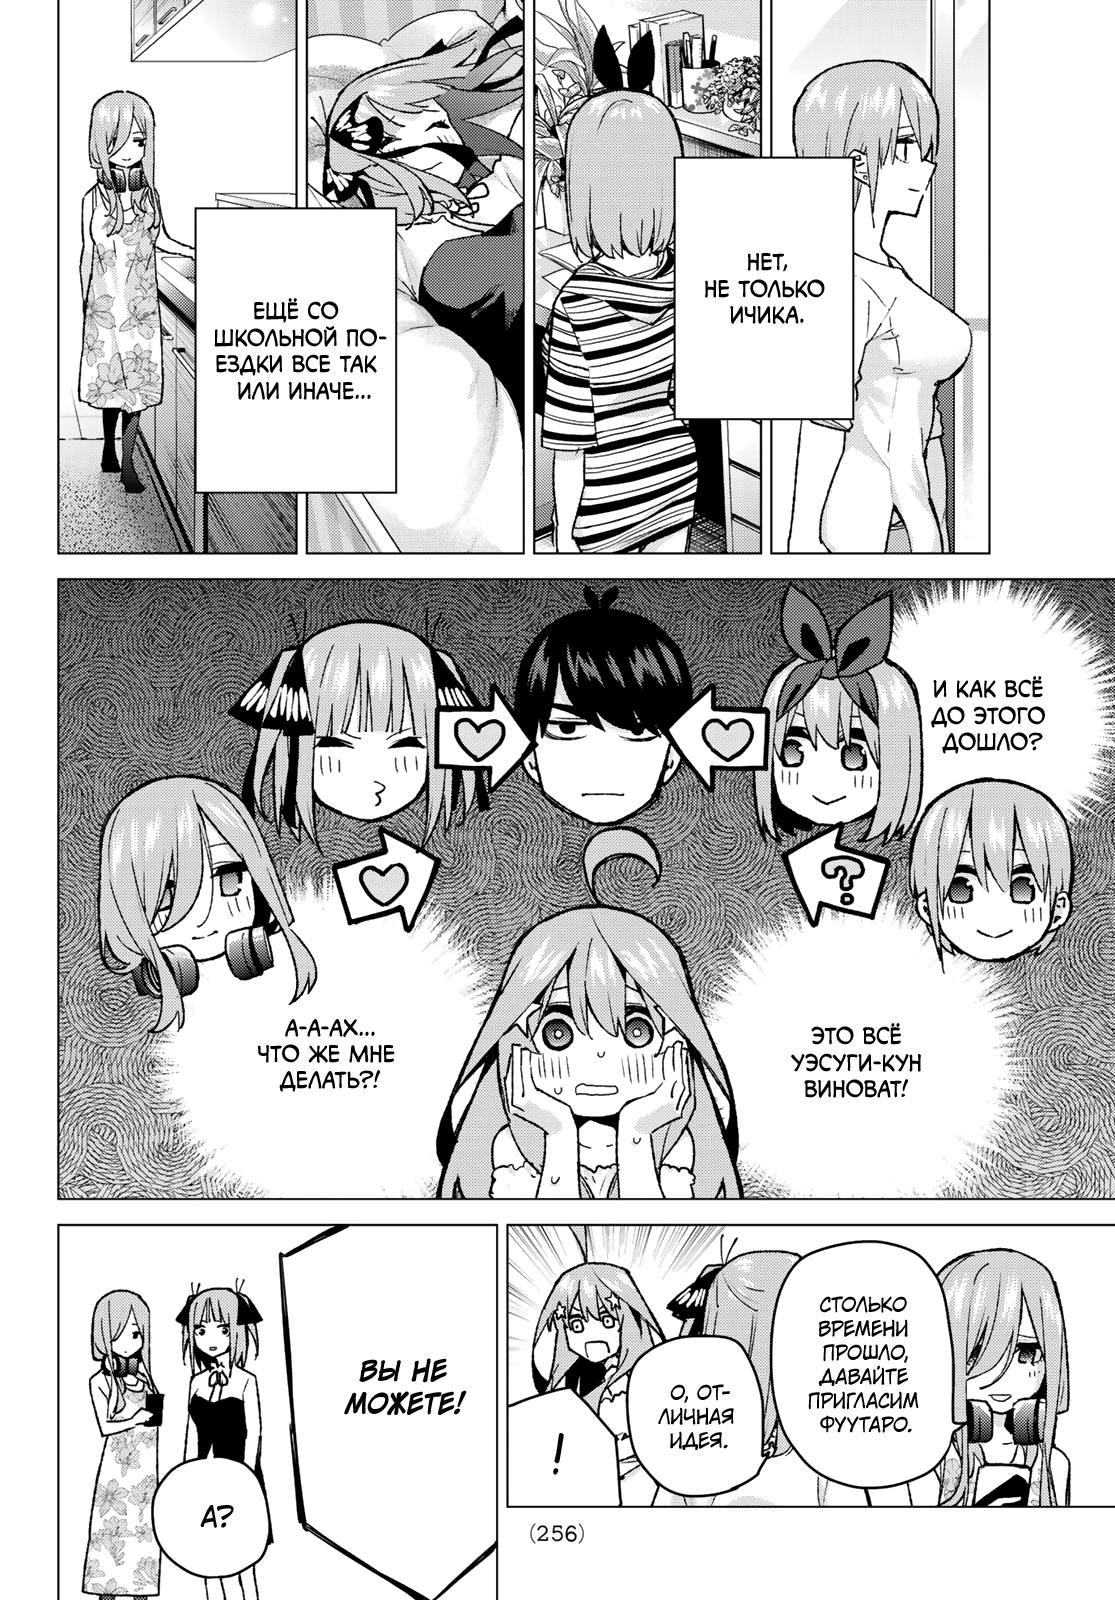 НЕТ,
НЕ ТОЛЬКО
ИЧИКА.
ЕЩЁ СО
ШКОЛЬНОЙ ПО-
ЕЗДКИ ВСЕ ТАК
ИЛИ ИНАЧЕ...
И КАК ВСЁ
ДО ЭТОГО
ДОШЛО?
?
ЭТО ВСЁ
УЭСУГИ-КУН
ВИНОВАТ!
А-А-АХ...
ЧТО ЖЕ МНЕ
ДЕЛАТЬ?!
СТОЛЬКО
ВРЕМЕНИ
ПРОШЛО,
ДАВАЙТЕ
ПРИГЛАСИМ
ФУУТАРО.
О, ОТ-
ЛИЧНАЯ
ИДЕЯ.
!
ВЫ НЕ
МОЖЕТЕ!
А?
(256)